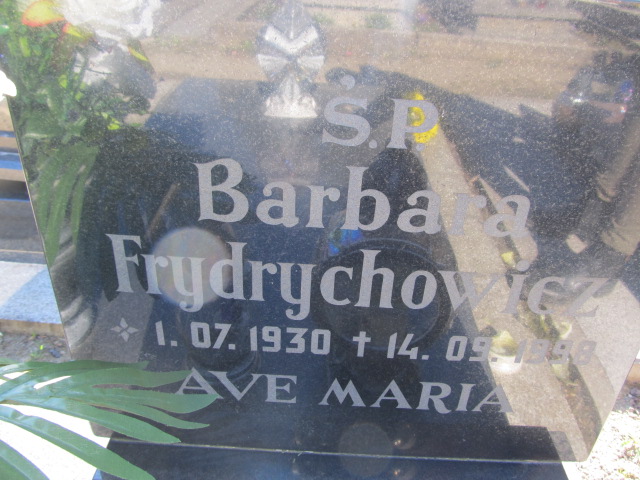 Ś.P
Barbara
Frydrychowicz
1. 07. 1930 † 14. 09. 1998
AVE MARIA